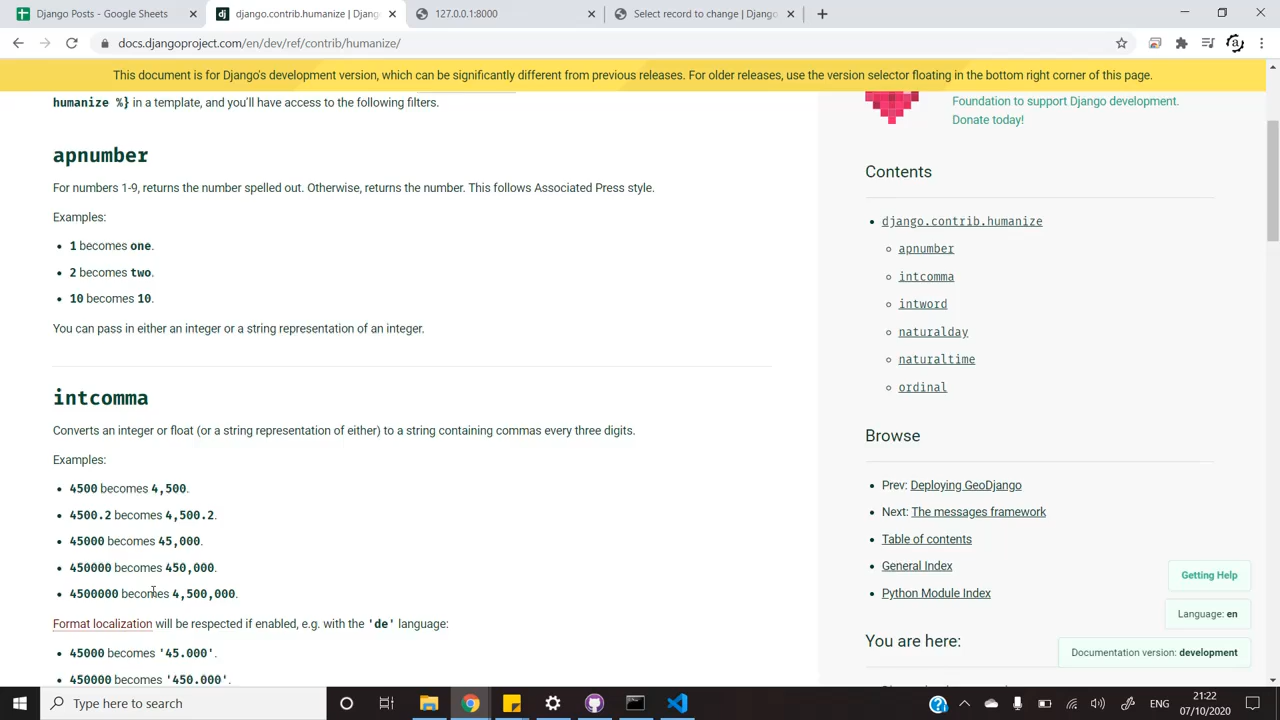 Django Posts - Google Sheets
django.contrib.humanize | Djang
127.0.0.1:8000
Select record to change | Django
docs.djangoproject.com/en/dev/ref/contrib/humanize/
This document is for Django's development version, which can be significantly different from previous releases. For older releases, use the version selector floating in the bottom right corner of this page.
humanize %} in a template, and you'll have access to the following filters.
apnumber
For numbers 1-9, returns the number spelled out. Otherwise, returns the number. This follows Associated Press style.
Examples:
1 becomes one.
2 becomes two.
10 becomes 10.
You can pass in either an integer or a string representation of an integer.
intcomma
Converts an integer or float (or a string representation of either) to a string containing commas every three digits.
Examples:
4500 becomes 4,500.
4500.2 becomes 4,500.2.
45000 becomes 45,000.
450000 becomes 450,000.
4500000 becomes 4,500,000.
Format localization will be respected if enabled, e.g. with the 'de' language:
45000 becomes '45.000'.
450000 becomes '450.000'.
Foundation to support Django development.
Donate today!
Contents
django.contrib.humanize
apnumber
intcomma
intword
naturalday
naturaltime
ordinal
Browse
Prev: Deploying GeoDjango
Next: The messages framework
Table of contents
General Index
Python Module Index
You are here:
Getting Help
Language: en
Documentation version: development
Type here to search
ENG
21:22
07/10/2020